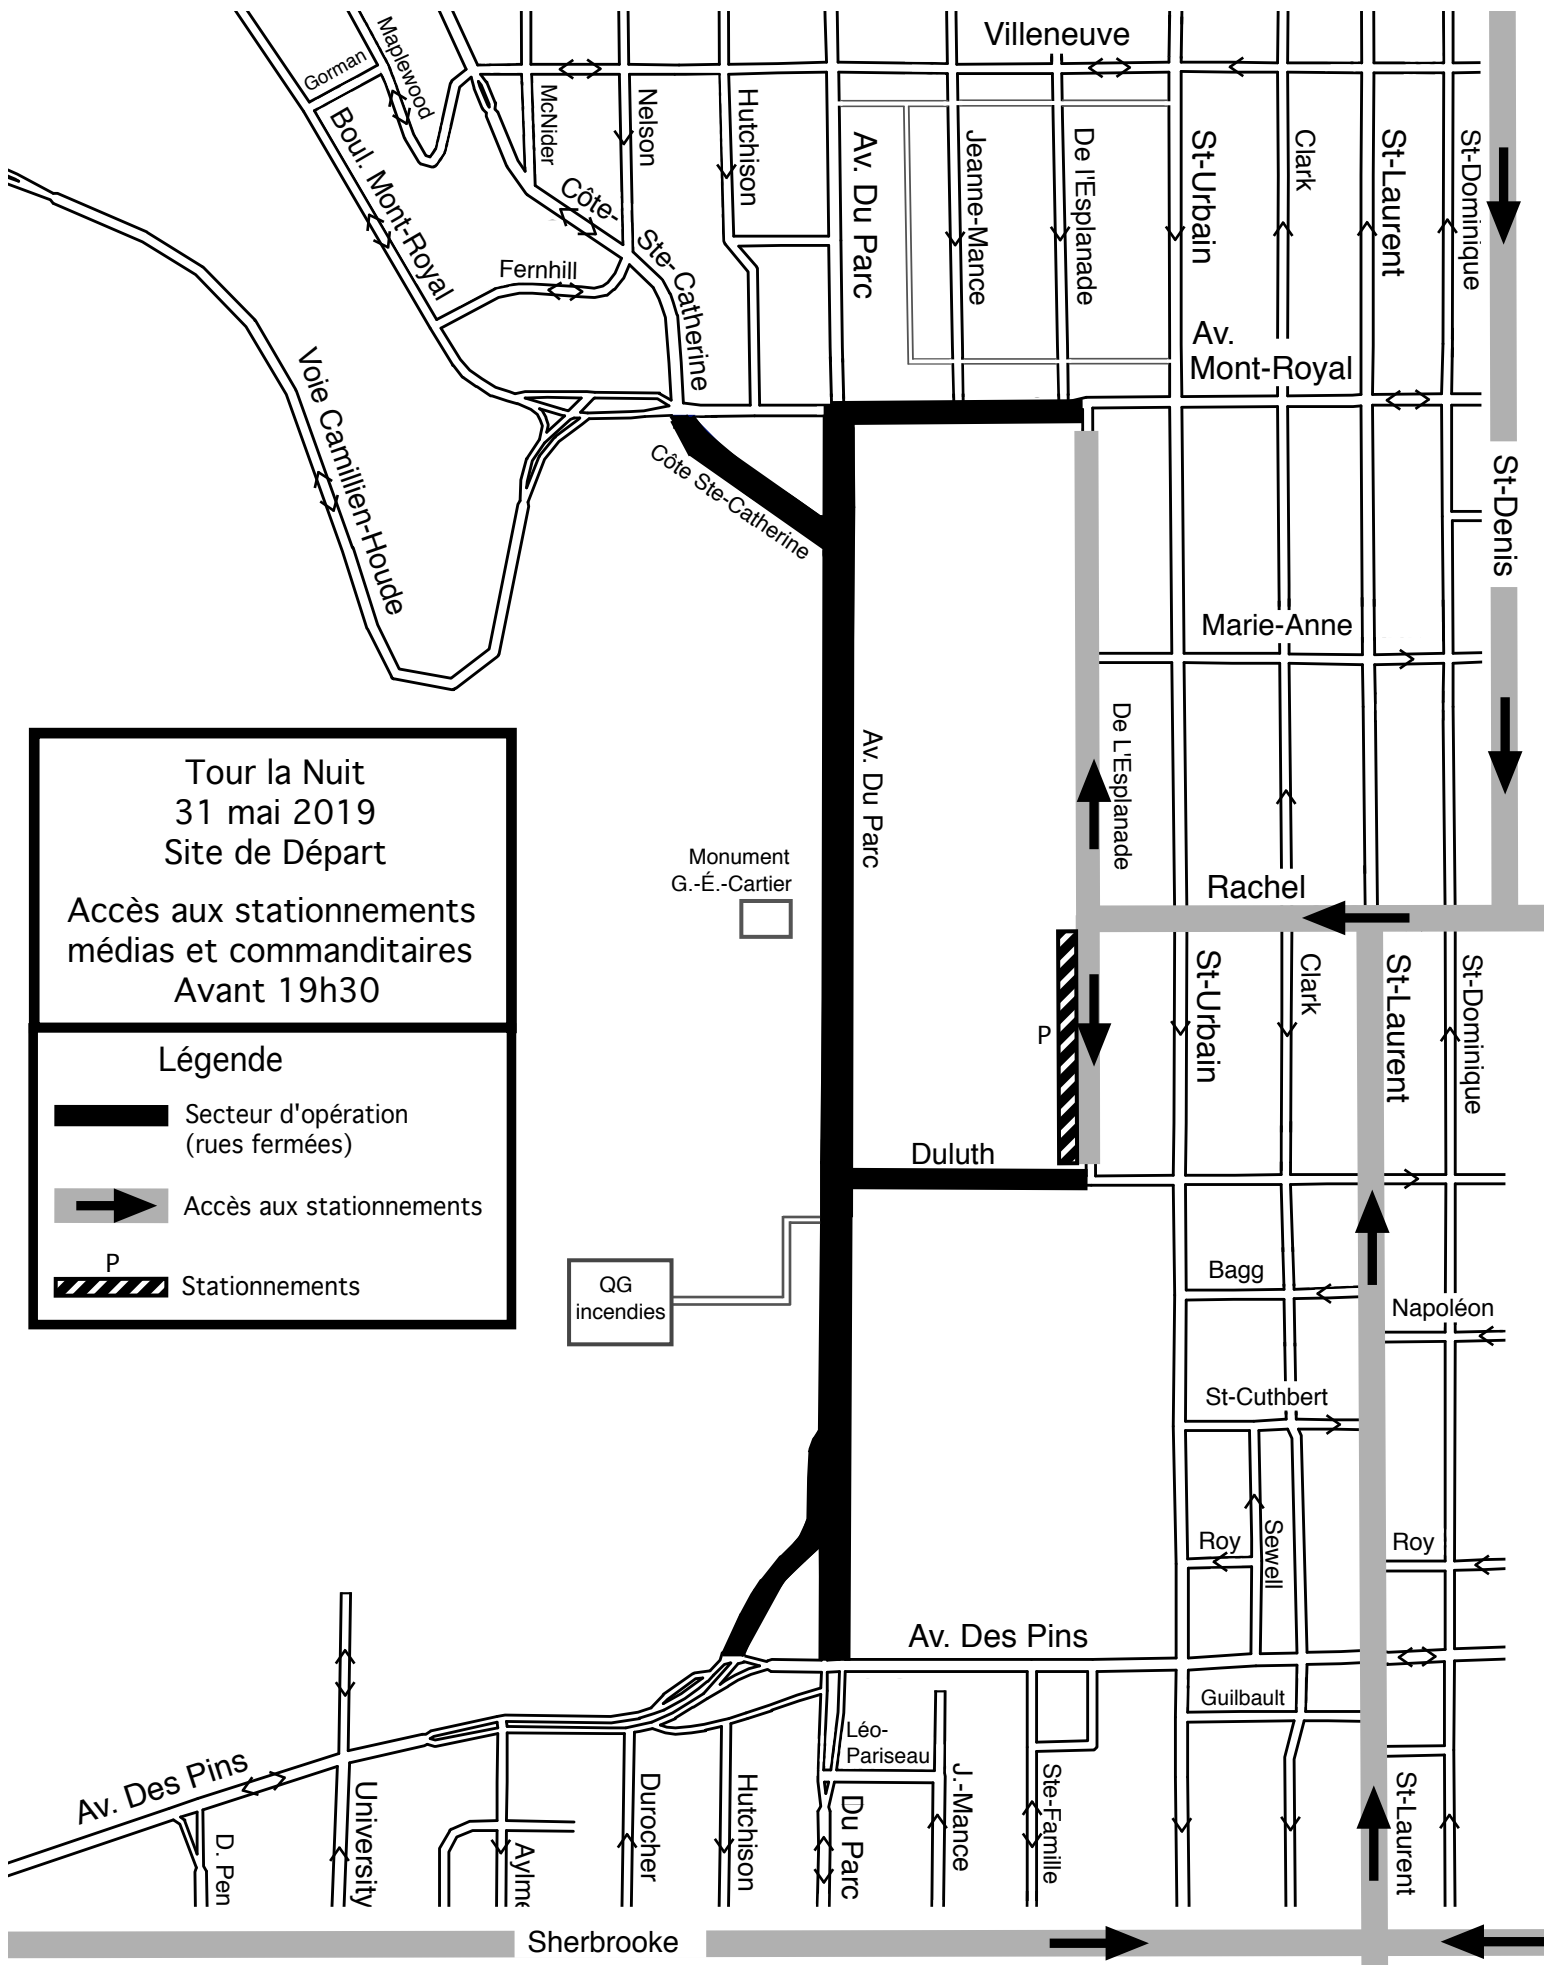 Villeneuve
Gorman
Maplewood
McNider
Nelson
Hutchison
Av. Du Parc
Jeanne-Mance
De l'Esplanade
St-Urbain
Clark
St-Laurent
St-Dominique
Boul. Mont-Royal
Côte-
Ste-Catherine
Fernhill
Av.
Mont-Royal
Voie Camillien-Houde
Côte Ste-Catherine
St-Denis
Marie-Anne
De L'Esplanade
Av. Du Parc
Tour la Nuit
31 mai 2019
Site de Départ
Accès aux stationnements
médias et commanditaires
Avant 19h30
Monument
G.-É.-Cartier
Rachel
St-Urbain
Clark
St-Laurent
St-Dominique
P
Légende
Secteur d'opération
(rues fermées)
Accès aux stationnements
P
Stationnements
Duluth
QG
incendies
Bagg
Napoléon
St-Cuthbert
Roy
Sewell
Roy
Av. Des Pins
Guilbault
Léo-
Pariseau
Av. Des Pins
D. Pen
University
Aylme
Durocher
Hutchison
Du Parc
J.-Mance
Ste-Famille
St-Laurent
Sherbrooke